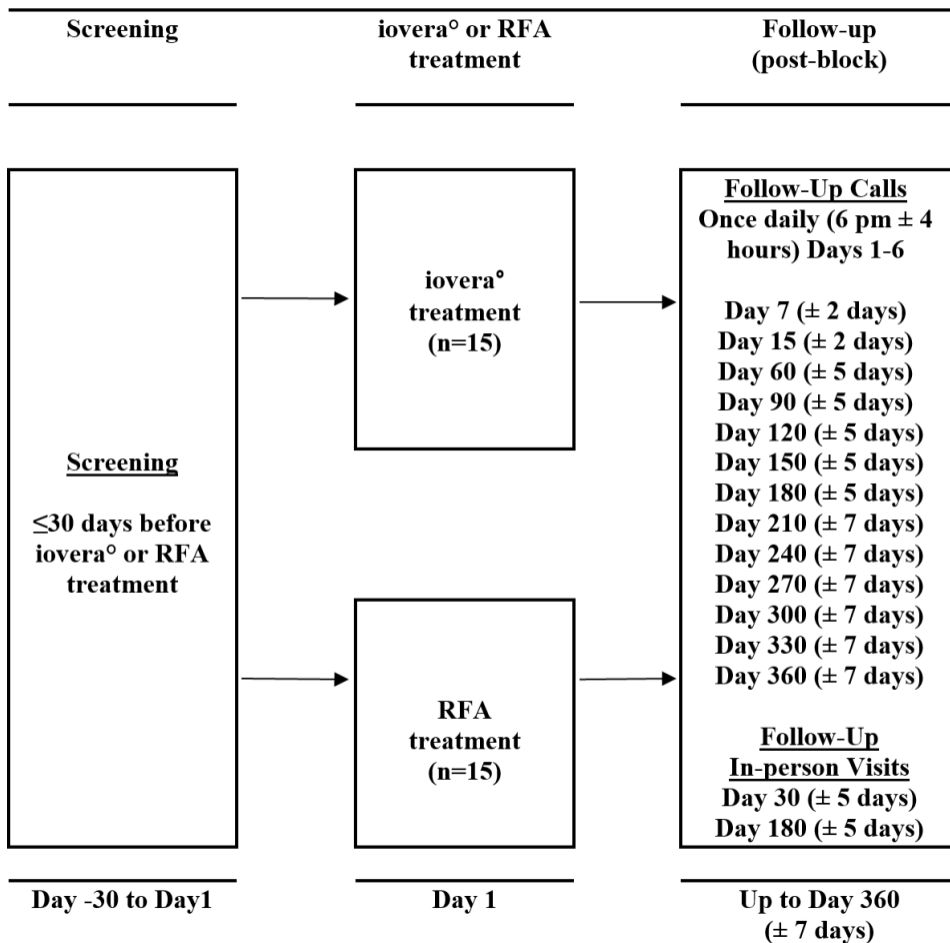 Screening
iovera° or RFA
treatment
Follow-up
(post-block)
Screening
≤30 days before
iovera° or RFA
treatment
iovera°
treatment
(n=15)
RFA
treatment
(n=15)
Follow-Up Calls
Once daily (6 pm ± 4
hours) Days 1-6
Day 7 (± 2 days)
Day 15 (± 2 days)
Day 60 (± 5 days)
Day 90 (± 5 days)
Day 120 (± 5 days)
Day 150 (± 5 days)
Day 180 (± 5 days)
Day 210 (± 7 days)
Day 240 (± 7 days)
Day 270 (± 7 days)
Day 300 (± 7 days)
Day 330 (± 7 days)
Day 360 (± 7 days)
Follow-Up
In-person Visits
Day 30 (± 5 days)
Day 180 (± 5 days)
Day -30 to Day1
Day 1
Up to Day 360
(± 7 days)